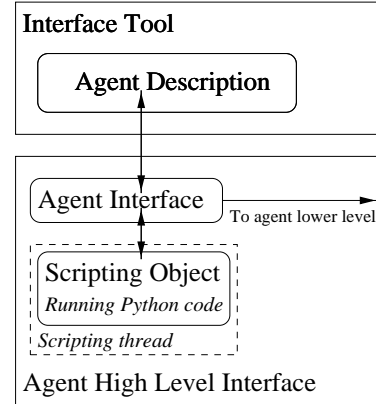 Interface Tool
Agent Description
Agent Interface
To agent lower level
Scripting Object
Running Python code
Scripting thread
Agent High Level Interface